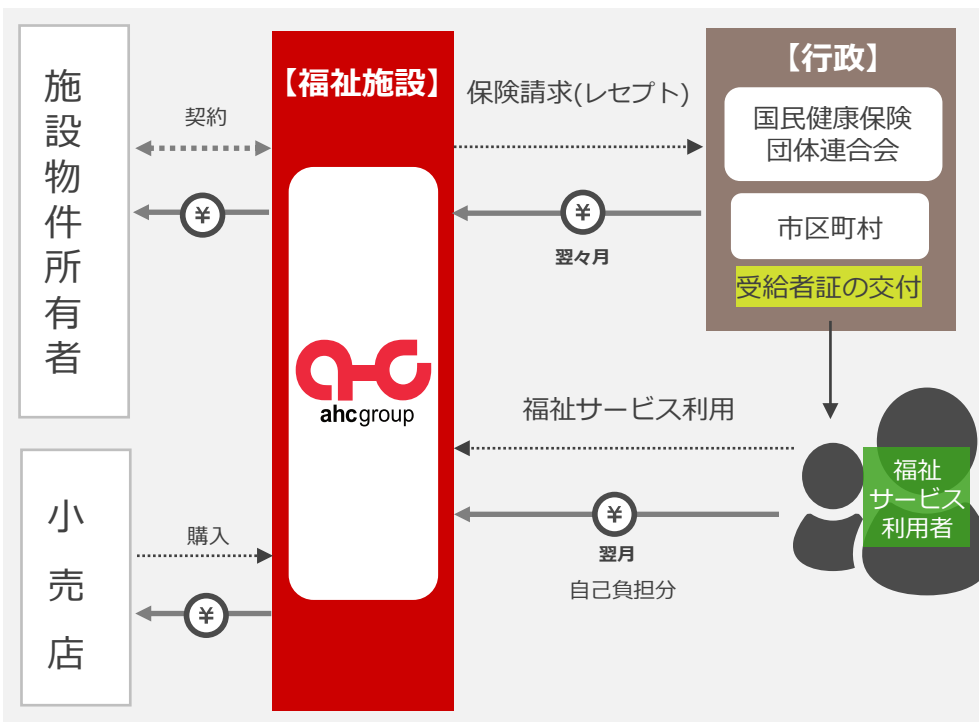 施設物件所有者
契約
¥
【福祉施設】
ahcgroup
保険請求(レセプト)
¥
翌々月
【行政】
国民健康保険
団体連合会
市区町村
受給者証の交付
小売店
購入
¥
福祉サービス利用
¥
翌月
自己負担分
福祉
サービス
利用者